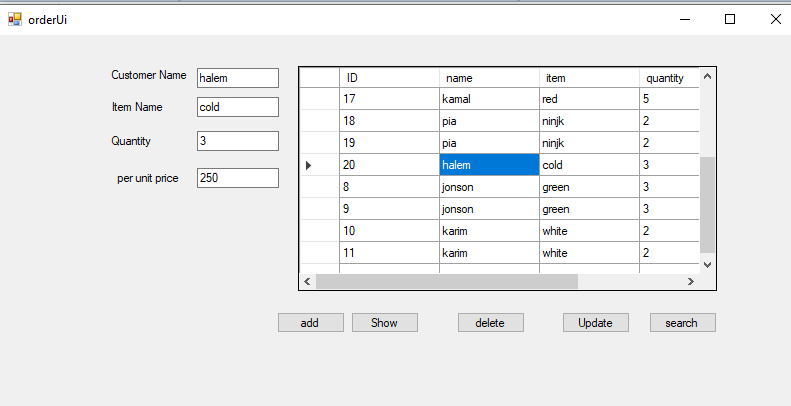 orderUi
Customer Name halem
Item Name cold
Quantity 3
per unit price 250
ID name item quantity
17 kamal red 5
18 pia ninjk 2
19 pia ninjk 2
20 halem cold 3
8 jonson green 3
9 jonson green 3
10 karim white 2
11 karim white 2
add Show delete Update search